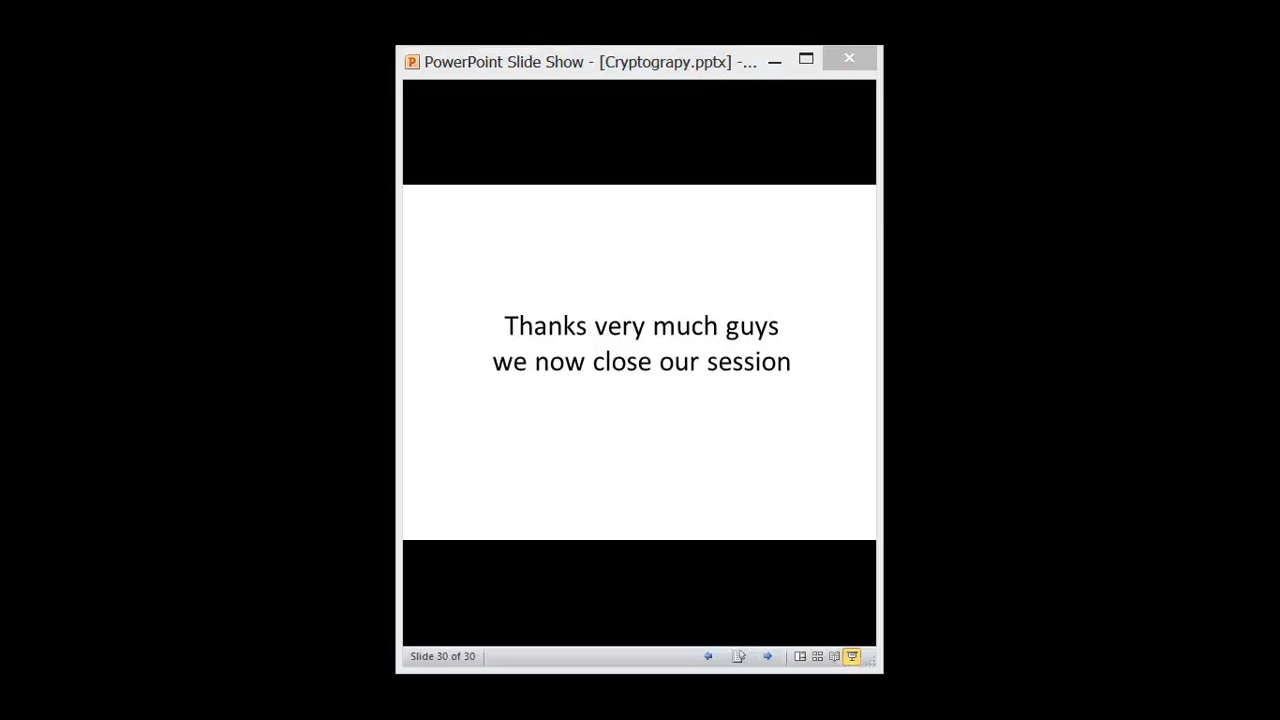 PowerPoint Slide Show - [Cryptograpy.pptx] -...
Thanks very much guys
we now close our session
Slide 30 of 30